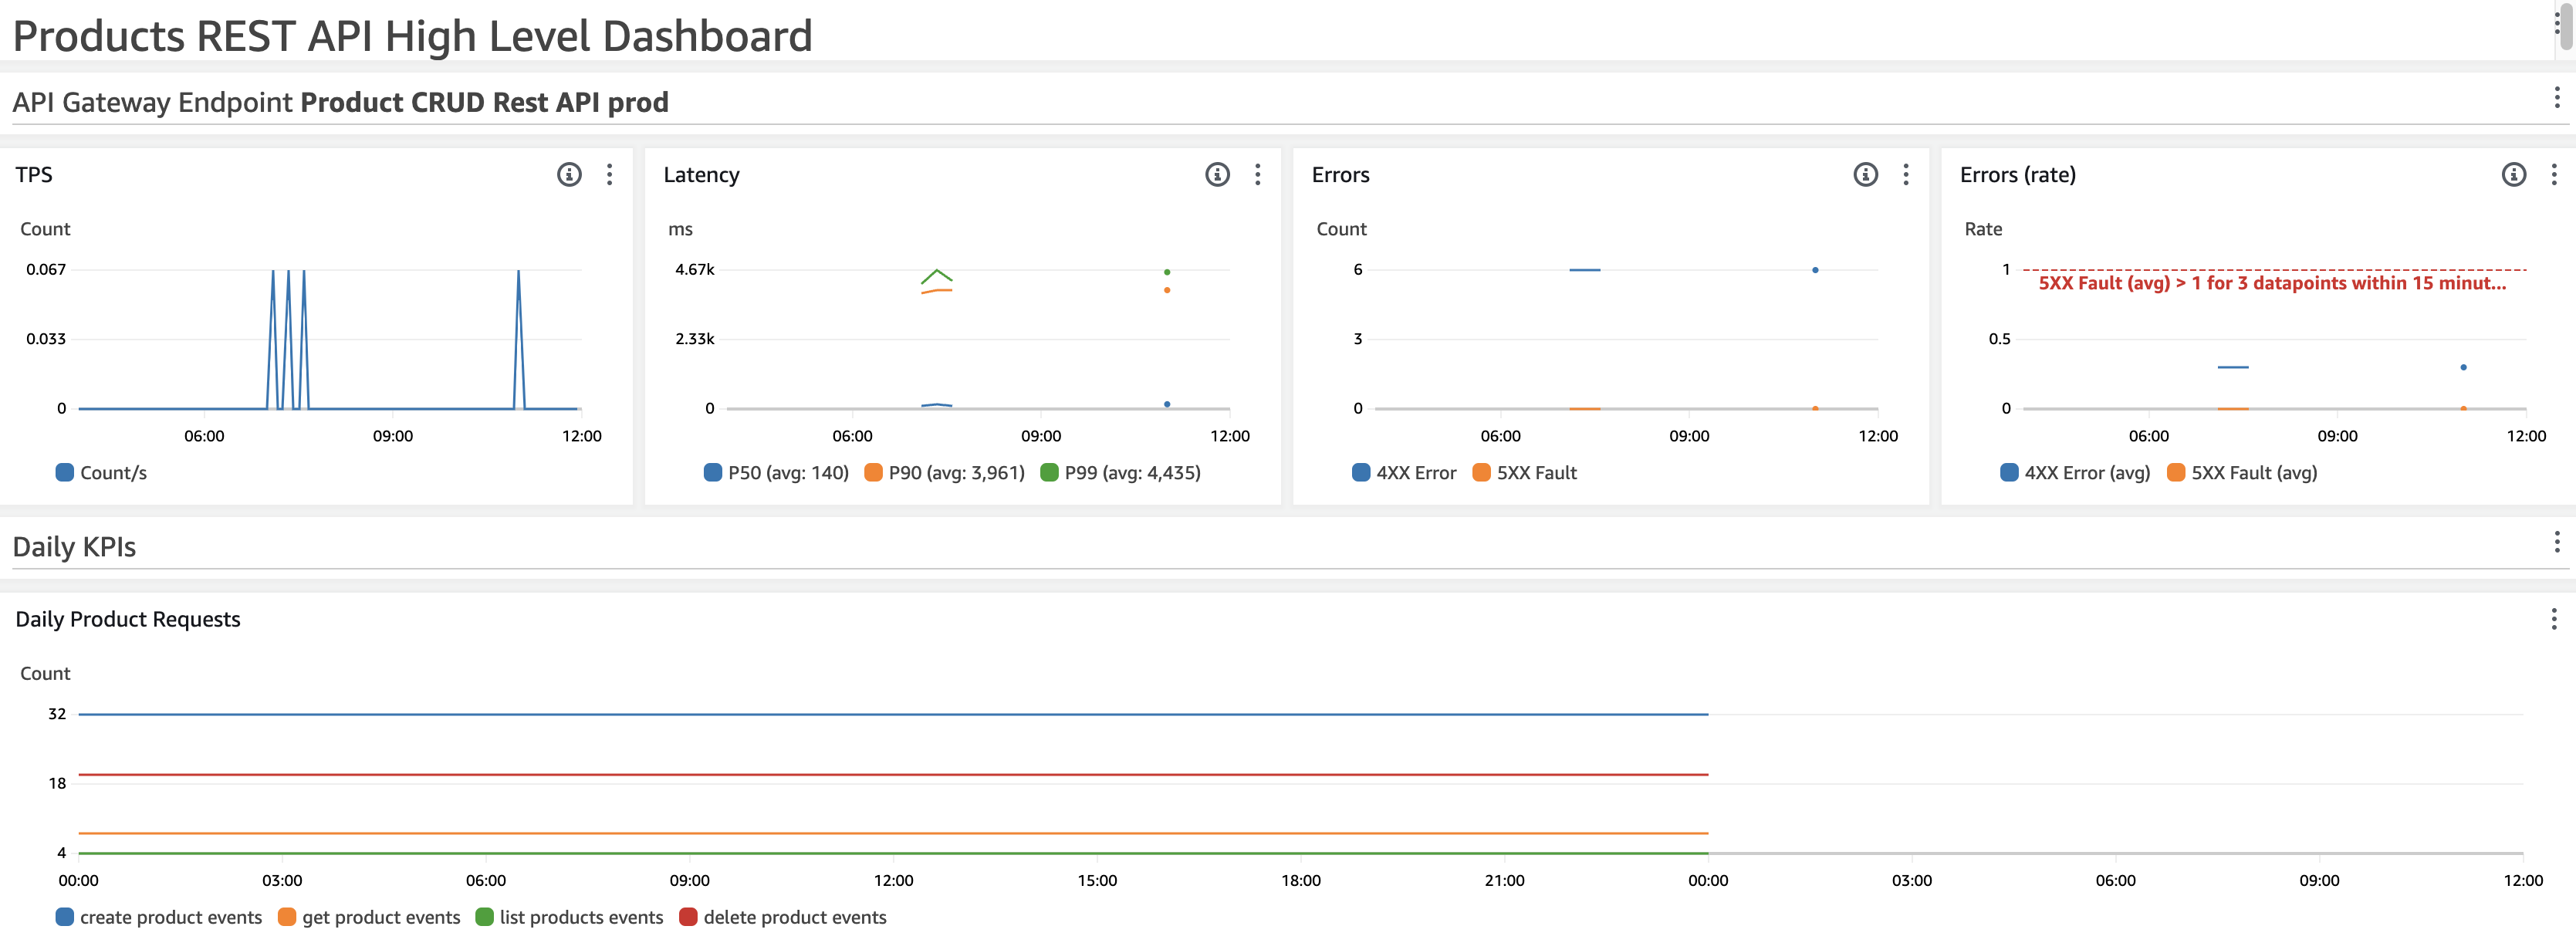 Products REST API High Level Dashboard
API Gateway Endpoint Product CRUD Rest API prod
TPS
Count
0.067
0.033
0
06:00 09:00 12:00
Count/s
Latency
ms
4.67k
2.33k
0
06:00 09:00 12:00
P50 (avg: 140) P90 (avg: 3,961) P99 (avg: 4,435)
Errors
Count
6
3
0
06:00 09:00 12:00
4XX Error 5XX Fault
Errors (rate)
Rate
1
5XX Fault (avg) > 1 for 3 datapoints within 15 minut...
0.5
0
06:00 09:00 12:00
4XX Error (avg) 5XX Fault (avg)
Daily KPIs
Daily Product Requests
Count
32
18
4
00:00 03:00 06:00 09:00 12:00 15:00 18:00 21:00 00:00 03:00 06:00 09:00 12:00
create product events get product events list products events delete product events